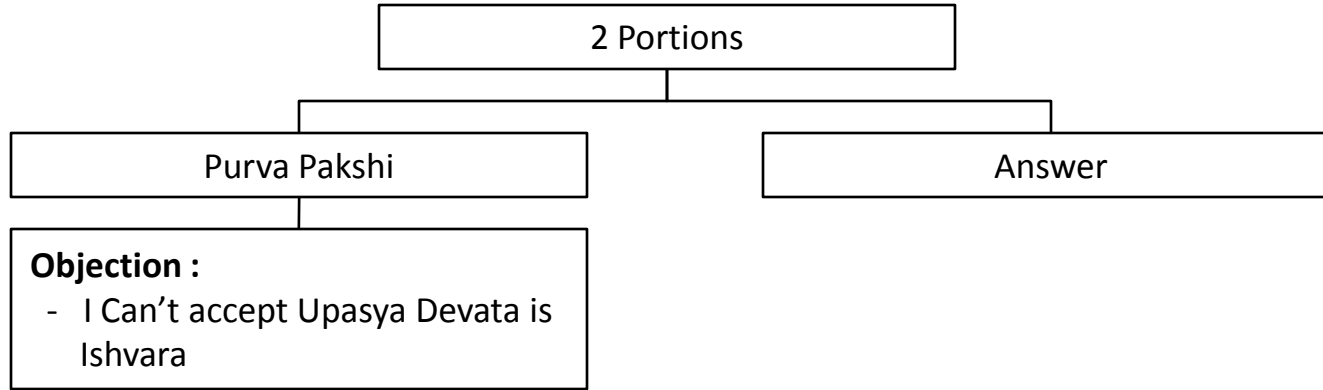 2 Portions
Purva Pakshi
Answer
Objection :
- I Can’t accept Upasya Devata is
Ishvara